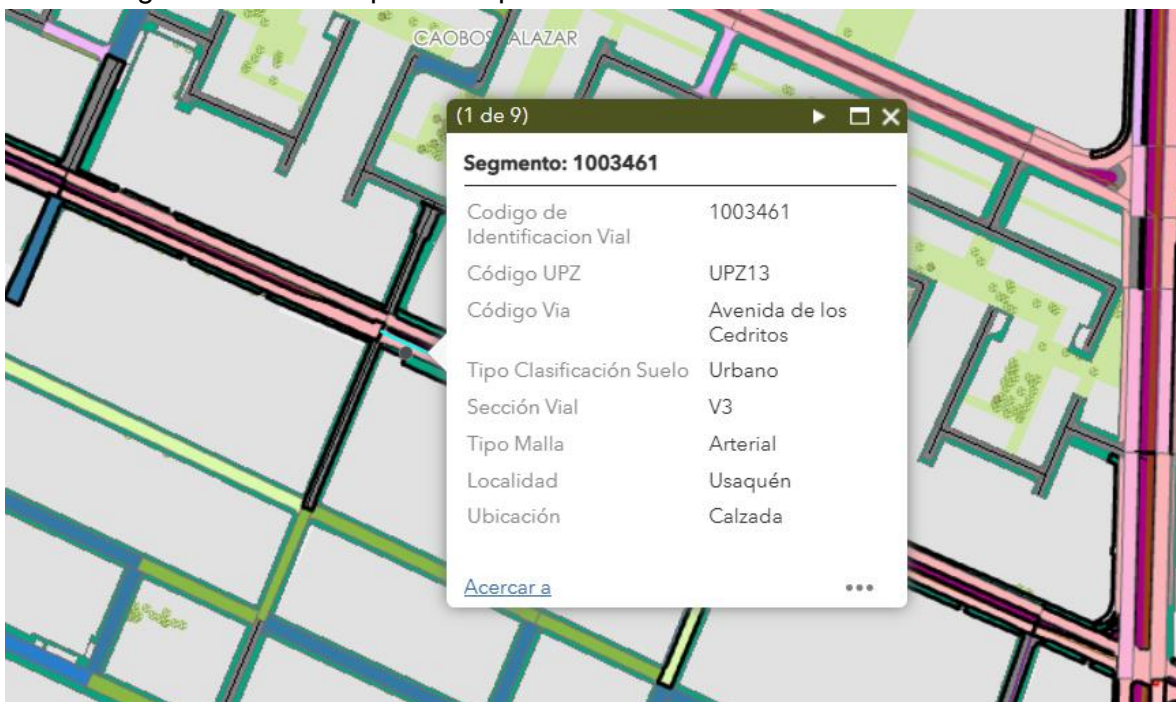 CAOBOS SALAZAR
(1 de 9)
Segmento: 1003461
Codigo de Identificacion Vial 1003461
Código UPZ UPZ13
Código Via Avenida de los Cedritos
Tipo Clasificación Suelo Urbano
Sección Vial V3
Tipo Malla Arterial
Localidad Usaquén
Ubicación Calzada
Acercar a